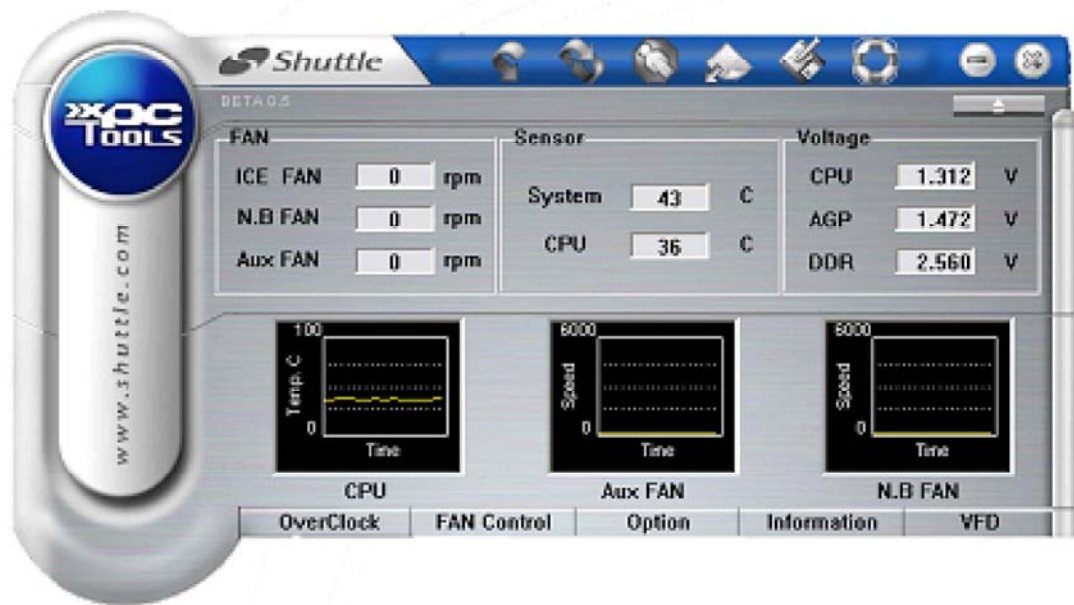 Shuttle
BETA 0.5
XPC
TOOLS
www.shuttle.com
FAN
ICE FAN 0 rpm
N.B FAN 0 rpm
Aux FAN 0 rpm
Sensor
System 43 C
CPU 36 C
Voltage
CPU 1.312 V
AGP 1.472 V
DDR 2.560 V
100
Temp. C
0
Time
CPU
6000
Speed
0
Time
Aux FAN
6000
Speed
0
Time
N.B FAN
OverClock FAN Control Option Information VFD